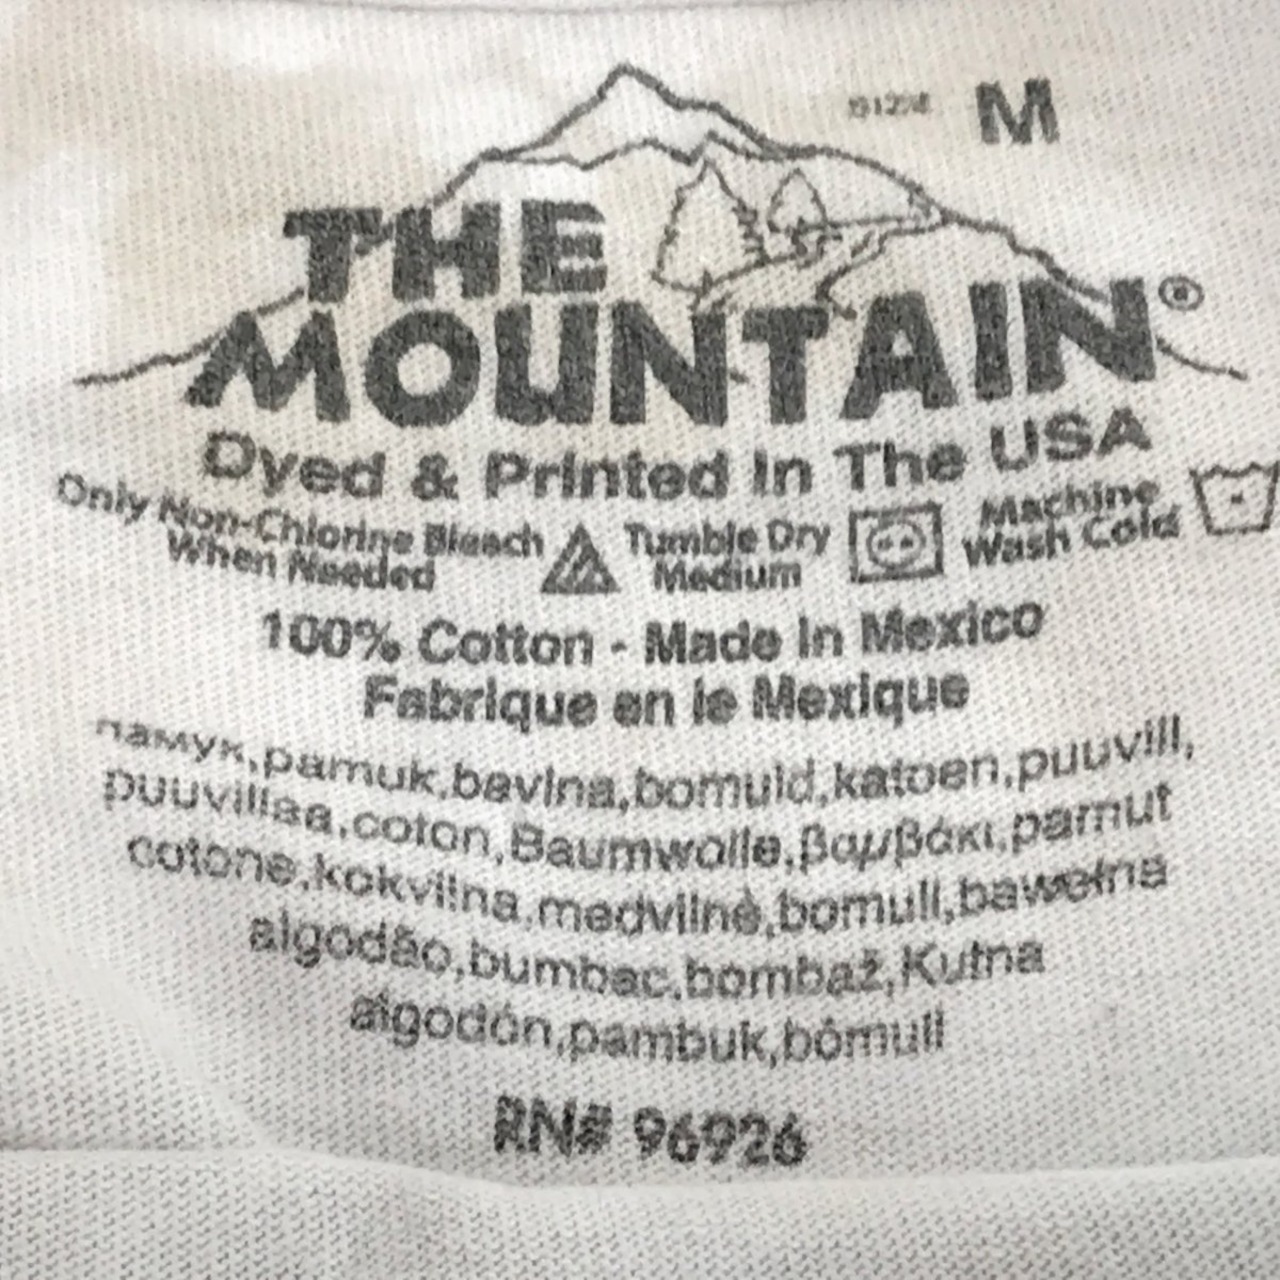 SIZE M
THE
MOUNTAIN®
Dyed & Printed In The USA
Only Non-Chlorine Bleach
When Needed
Tumble Dry
Medium
Machine
Wash Cold
100% Cotton - Made In Mexico
Fabrique en le Mexique
памук,pamuk,bavlna,bomuld,katoen,puuvill,
puuvillaa,coton,Baumwolle,βαμβάκι,pamut
cotone,kokvilna,medvilnė,bomull,bawełna
algodão,bumbac,bombaž,Kutna
algodón,pambuk,bómull
RN# 96926